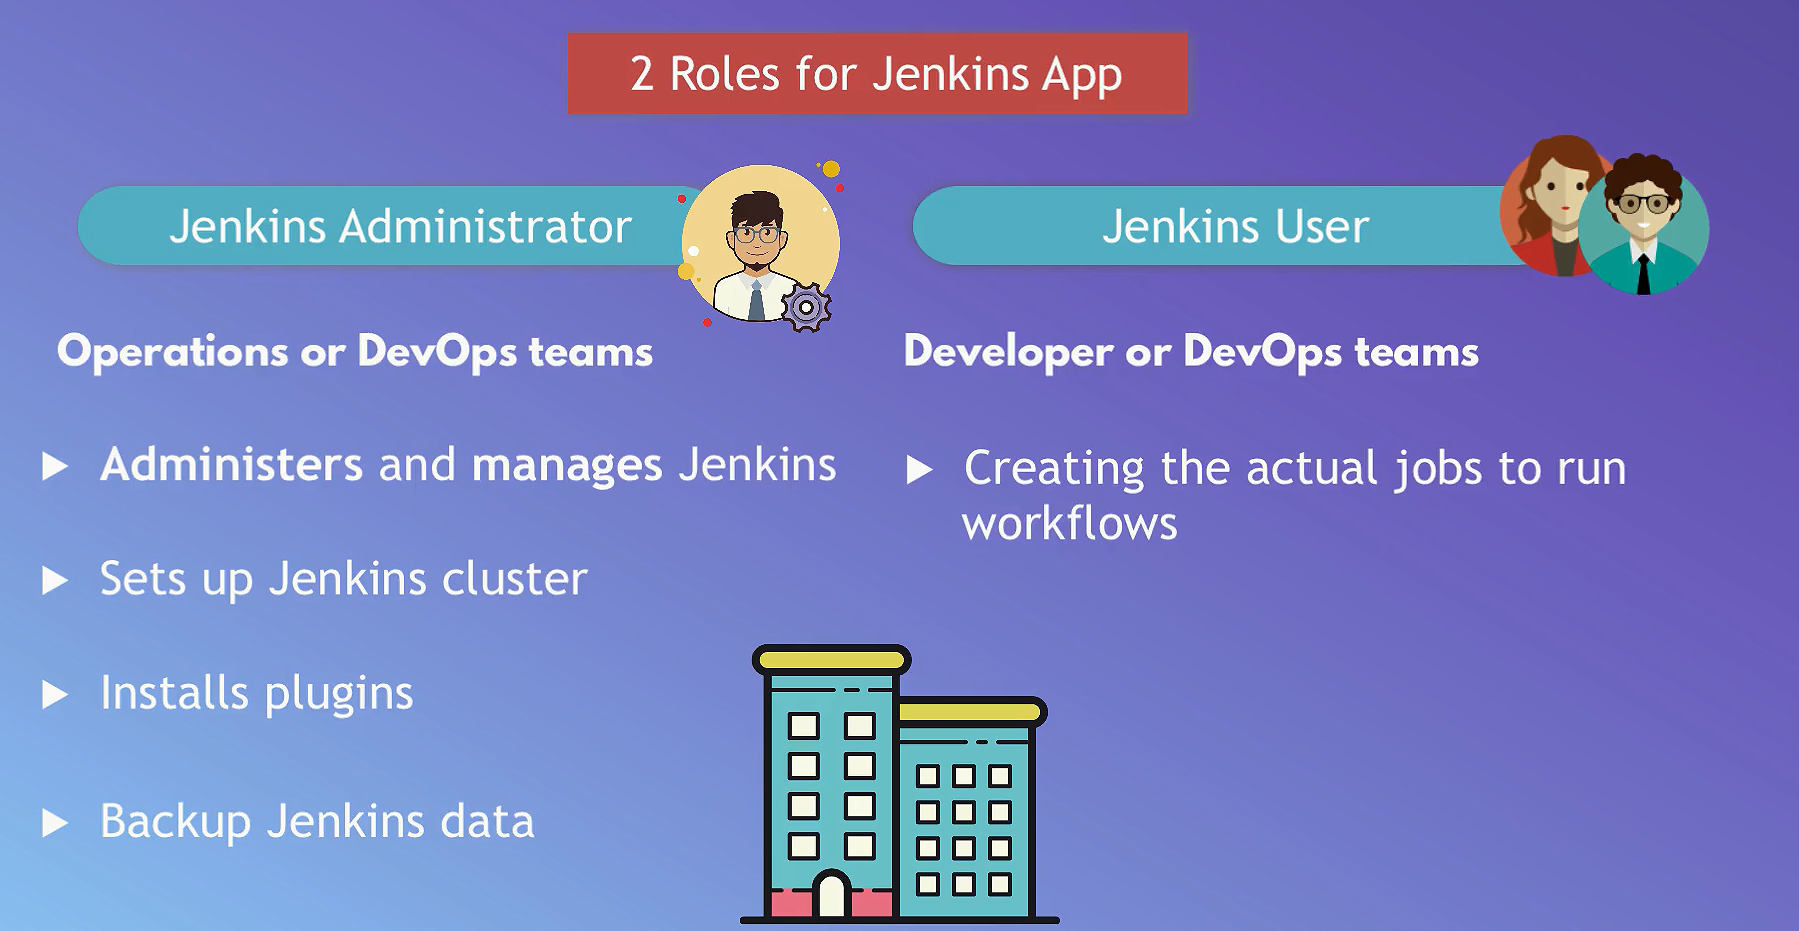 2 Roles for Jenkins App
Jenkins Administrator
Operations or DevOps teams
Administers and manages Jenkins
Sets up Jenkins cluster
Installs plugins
Backup Jenkins data
Jenkins User
Developer or DevOps teams
Creating the actual jobs to run
workflows